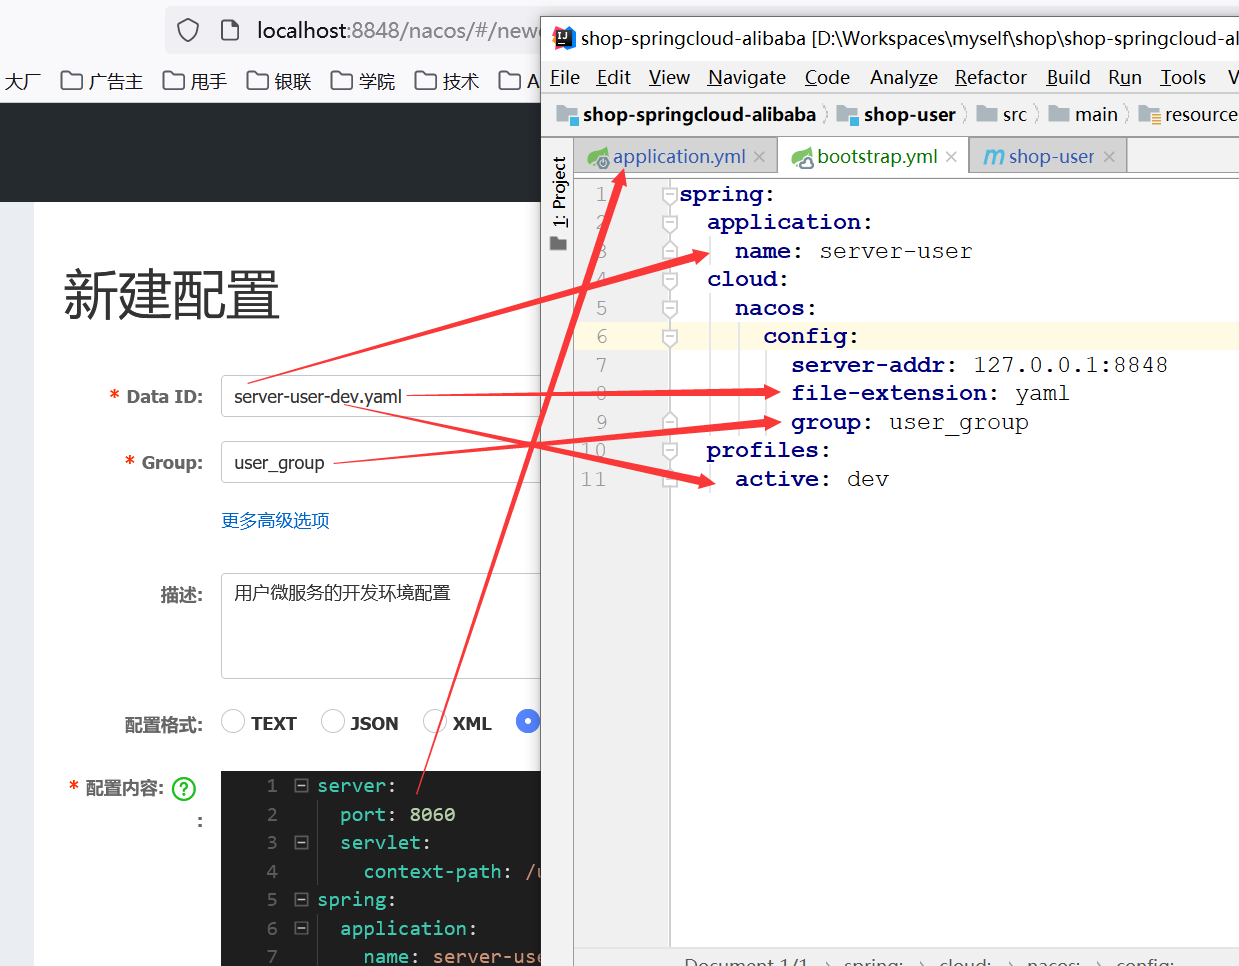 localhost:8848/nacos/#/new
大厂 广告主 甩手 银联 学院 技术
新建配置
* Data ID: server-user-dev.yaml
* Group: user_group
更多高级选项
描述: 用户微服务的开发环境配置
配置格式: TEXT JSON XML
* 配置内容: ?
:
1 server:
2 port: 8060
3 servlet:
4 context-path: /u
5 spring:
6 application:
7 name: server-use
shop-springcloud-alibaba [D:\Workspaces\myself\shop\shop-springcloud-al
File Edit View Navigate Code Analyze Refactor Build Run Tools V
shop-springcloud-alibaba shop-user src main resource
application.yml bootstrap.yml shop-user
1: Project
1 spring:
2 application:
3 name: server-user
4 cloud:
5 nacos:
6 config:
7 server-addr: 127.0.0.1:8848
8 file-extension: yaml
9 group: user_group
10 profiles:
11 active: dev
Document 1/1 spring: cloud: nacos: config: